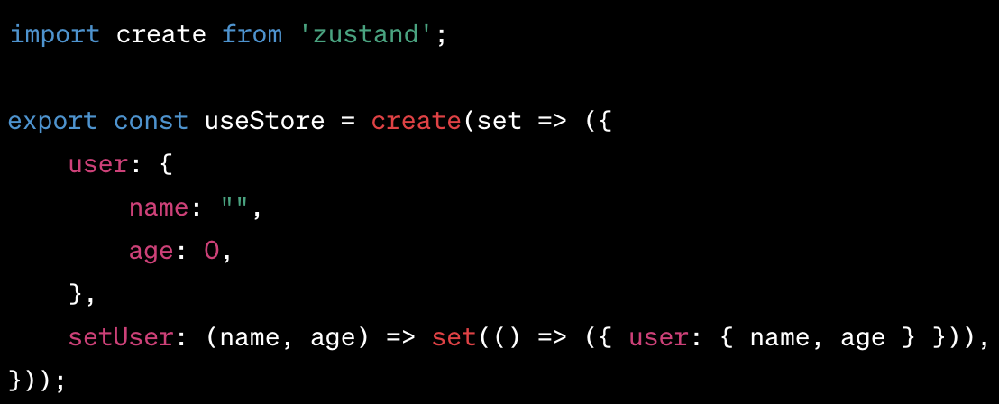 import create from 'zustand';
export const useStore = create(set => ({
user: {
name: "",
age: 0,
},
setUser: (name, age) => set(() => ({ user: { name, age } })),
}));